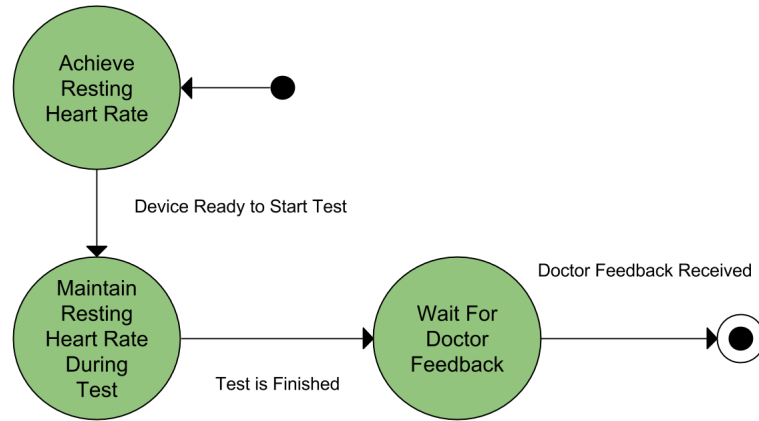 Achieve
Resting
Heart Rate
Device Ready to Start Test
Maintain
Resting
Heart Rate
During
Test
Test is Finished
Wait For
Doctor
Feedback
Doctor Feedback Received